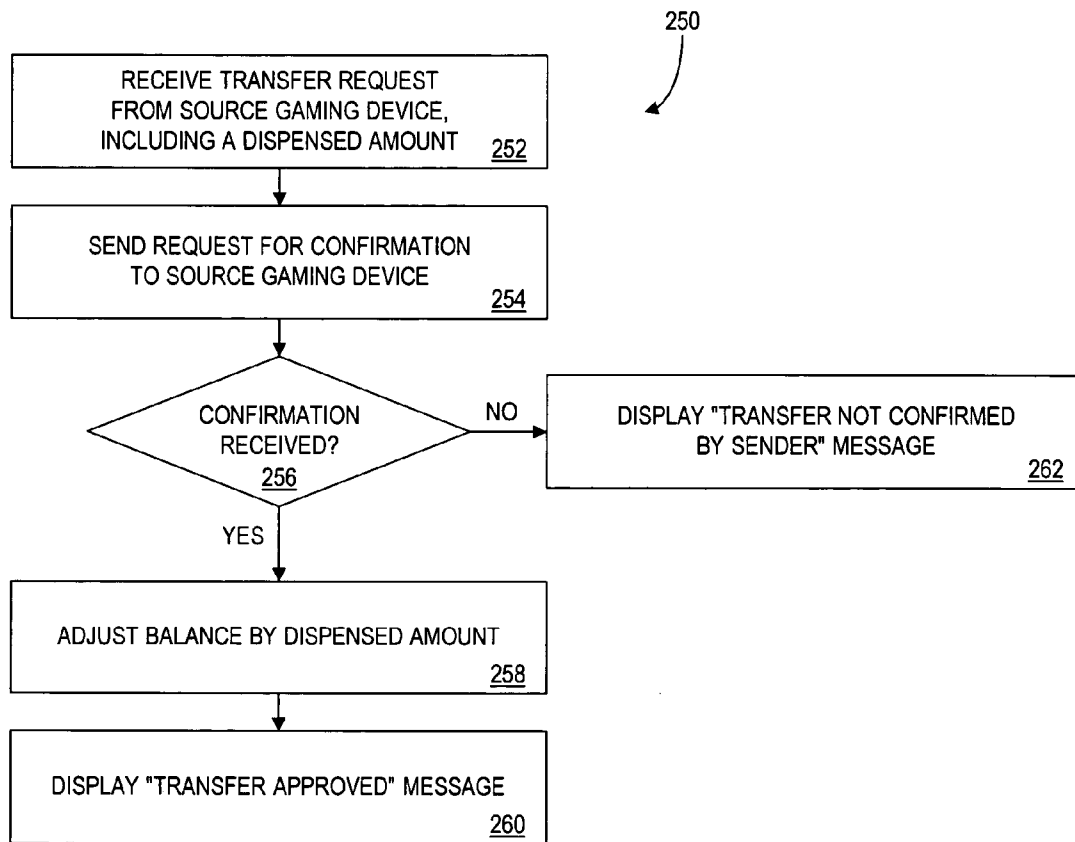 250
RECEIVE TRANSFER REQUEST
FROM SOURCE GAMING DEVICE,
INCLUDING A DISPENSED AMOUNT
252
SEND REQUEST FOR CONFIRMATION
TO SOURCE GAMING DEVICE
254
CONFIRMATION
RECEIVED?
256
NO
DISPLAY "TRANSFER NOT CONFIRMED
BY SENDER" MESSAGE
262
YES
ADJUST BALANCE BY DISPENSED AMOUNT
258
DISPLAY "TRANSFER APPROVED" MESSAGE
260